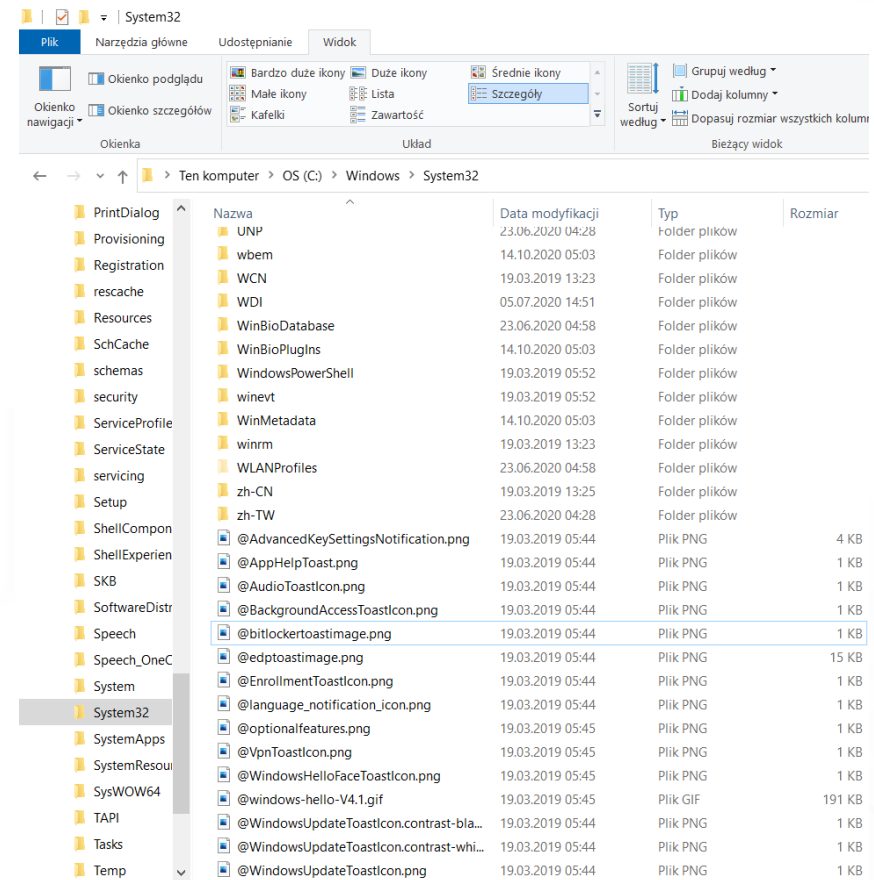 System32
Plik Narzędzia główne Udostępnianie Widok
Okienko nawigacji
Okienko podglądu
Okienko szczegółów
Okienka
Bardzo duże ikony Duże ikony Średnie ikony
Małe ikony Lista Szczegóły
Kafelki Zawartość
Układ
Sortuj według
Grupuj według
Dodaj kolumny
Dopasuj rozmiar wszystkich kolumn
Bieżący widok
Ten komputer > OS (C:) > Windows > System32
PrintDialog
Provisioning
Registration
rescache
Resources
SchCache
schemas
security
ServiceProfile
ServiceState
servicing
Setup
ShellCompon
ShellExperien
SKB
SoftwareDistr
Speech
Speech_OneC
System
System32
SystemApps
SystemResour
SysWOW64
TAPI
Tasks
Temp
Nazwa Data modyfikacji Typ Rozmiar
UNP 23.06.2020 04:28 Folder plików
wbem 14.10.2020 05:03 Folder plików
WCN 19.03.2019 13:23 Folder plików
WDI 05.07.2020 14:51 Folder plików
WinBioDatabase 23.06.2020 04:58 Folder plików
WinBioPlugIns 14.10.2020 05:03 Folder plików
WindowsPowerShell 19.03.2019 05:52 Folder plików
winevt 19.03.2019 05:52 Folder plików
WinMetadata 14.10.2020 05:03 Folder plików
winrm 19.03.2019 13:23 Folder plików
WLANProfiles 23.06.2020 04:58 Folder plików
zh-CN 19.03.2019 13:25 Folder plików
zh-TW 23.06.2020 04:28 Folder plików
@AdvancedKeySettingsNotification.png 19.03.2019 05:44 Plik PNG 4 KB
@AppHelpToast.png 19.03.2019 05:44 Plik PNG 1 KB
@AudioToastIcon.png 19.03.2019 05:44 Plik PNG 1 KB
@BackgroundAccessToastIcon.png 19.03.2019 05:44 Plik PNG 1 KB
@bitlockertoastimage.png 19.03.2019 05:44 Plik PNG 1 KB
@edptoastimage.png 19.03.2019 05:44 Plik PNG 15 KB
@EnrollmentToastIcon.png 19.03.2019 05:44 Plik PNG 1 KB
@language_notification_icon.png 19.03.2019 05:44 Plik PNG 1 KB
@optionalfeatures.png 19.03.2019 05:45 Plik PNG 1 KB
@VpnToastIcon.png 19.03.2019 05:44 Plik PNG 1 KB
@WindowsHelloFaceToastIcon.png 19.03.2019 05:45 Plik PNG 1 KB
@windows-hello-V4.1.gif 19.03.2019 05:45 Plik GIF 191 KB
@WindowsUpdateToastIcon.contrast-bla... 19.03.2019 05:44 Plik PNG 1 KB
@WindowsUpdateToastIcon.contrast-whi... 19.03.2019 05:44 Plik PNG 1 KB
@WindowsUpdateToastIcon.png 19.03.2019 05:44 Plik PNG 1 KB